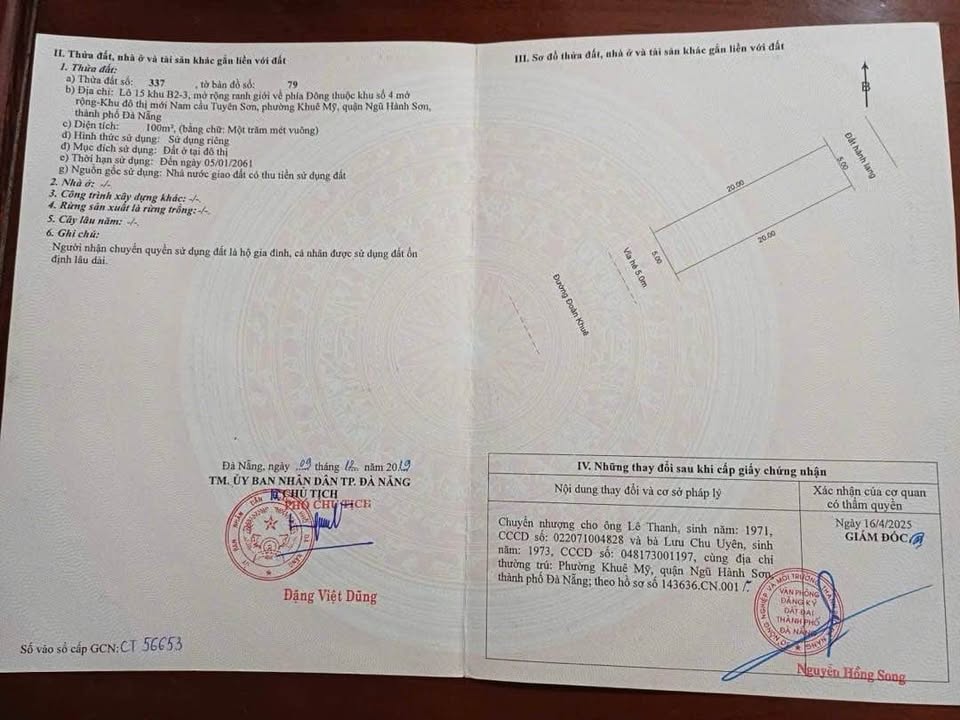 II. Thửa đất, nhà ở và tài sản khác gắn liền với đất
1. Thửa đất:
a) Thửa đất số: 337 , tờ bản đồ số: 79
b) Địa chỉ: Lô 15 khu B2-3, mở rộng ranh giới về phía Đông thuộc khu số 4 mở
rộng-Khu đô thị mới Nam cầu Tuyên Sơn, phường Khuê Mỹ, quận Ngũ Hành Sơn,
thành phố Đà Nẵng
c) Diện tích: 100m², (bằng chữ: Một trăm mét vuông)
d) Hình thức sử dụng: Sử dụng riêng
đ) Mục đích sử dụng: Đất ở tại đô thị
e) Thời hạn sử dụng: Đến ngày 05/01/2061
g) Nguồn gốc sử dụng: Nhà nước giao đất có thu tiền sử dụng đất
2. Nhà ở: -/-
3. Công trình xây dựng khác: -/-
4. Rừng sản xuất là rừng trồng:-/-
5. Cây lâu năm: -/-
6. Ghi chú:
Người nhận chuyển quyền sử dụng đất là hộ gia đình, cá nhân được sử dụng đất ổn
định lâu dài.
Đà Nẵng, ngày 09 tháng 12 năm 2019
TM. ỦY BAN NHÂN DÂN TP. ĐÀ NẴNG
CHỦ TỊCH
PHÓ CHỦ TỊCH
Đặng Việt Dũng
Số vào sổ cấp GCN: CT 56653
III. Sơ đồ thửa đất, nhà ở và tài sản khác gắn liền với đất
B
Đất hành lang
5.00
20.00
20.00
5.00
Vỉa hè 5.0m
Đường Đoàn Khuê
IV. Những thay đổi sau khi cấp giấy chứng nhận
Nội dung thay đổi và cơ sở pháp lý
Xác nhận của cơ quan
có thẩm quyền
Chuyển nhượng cho ông Lê Thanh, sinh năm: 1971,
CCCD số: 022071004828 và bà Lưu Chu Uyên, sinh
năm: 1973, CCCD số: 048173001197, cùng địa chỉ
thường trú: Phường Khuê Mỹ, quận Ngũ Hành Sơn,
thành phố Đà Nẵng; theo hồ sơ số 143636.CN.001
Ngày 16/4/2025
GIÁM ĐỐC
VĂN PHÒNG
ĐĂNG KÝ
ĐẤT ĐAI
THÀNH PHỐ
ĐÀ NẴNG
Nguyễn Hồng Song